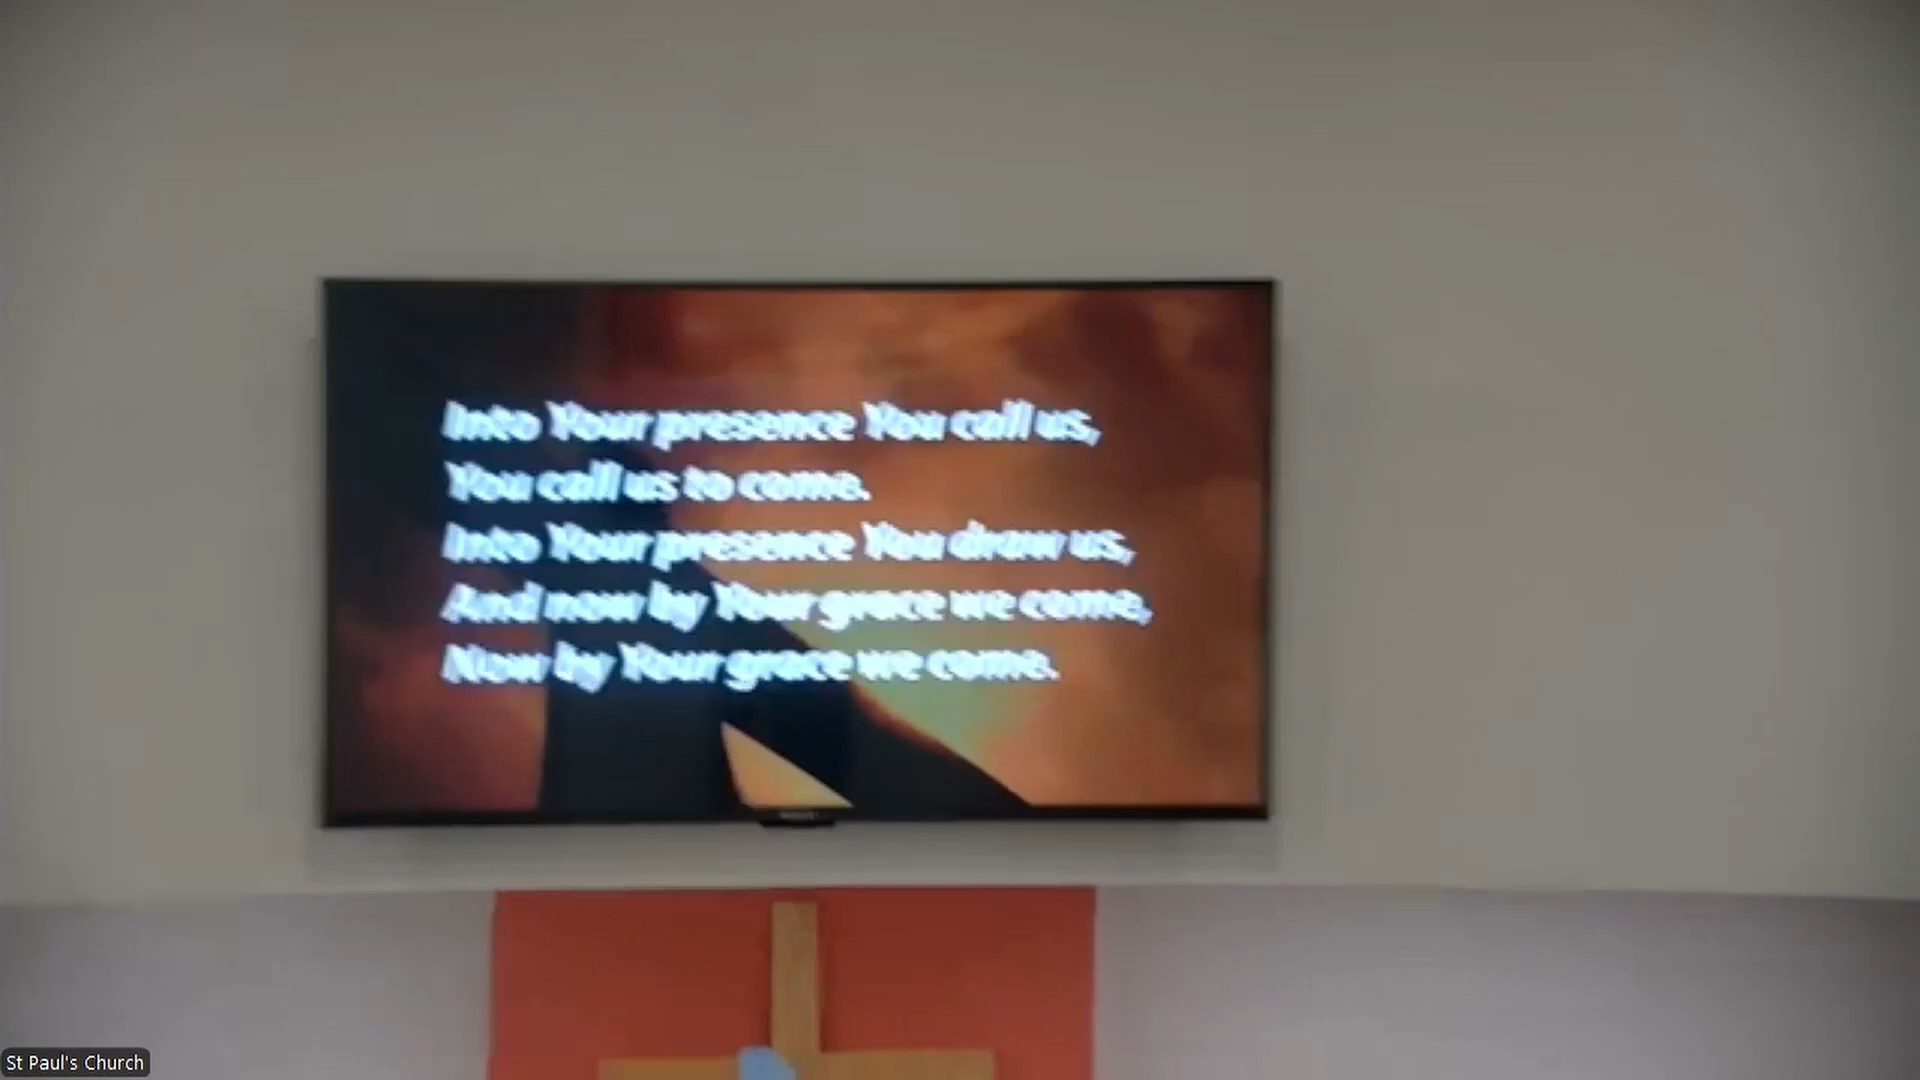 Into Your presence You call us,
You call us to come.
Into Your presence You draw us,
And now by Your grace we come,
Now by Your grace we come.
St Paul's Church